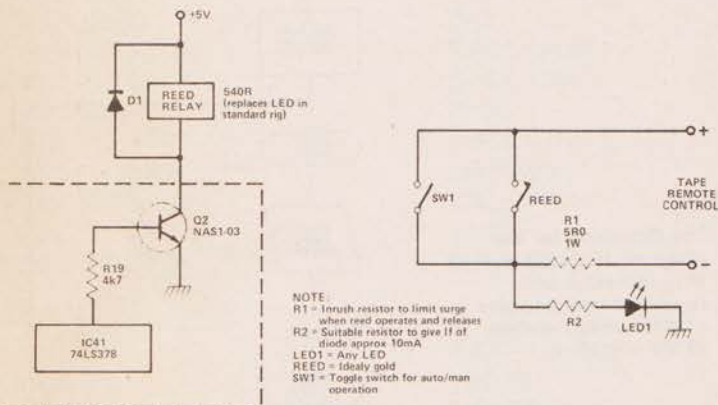 +5V
D1
REED
RELAY
540R
(replaces LED in
standard rig)
Q2
NAS1-03
R19
4k7
IC41
74LS378
SW1
REED
+
TAPE
REMOTE
CONTROL
R1
5R0
1W
–
R2
LED1
NOTE:
R1 = Inrush resistor to limit surge
when reed operates and releases
R2 = Suitable resistor to give If of
diode approx 10mA
LED1 = Any LED
REED = Idealy gold
SW1 = Toggle switch for auto/man
operation